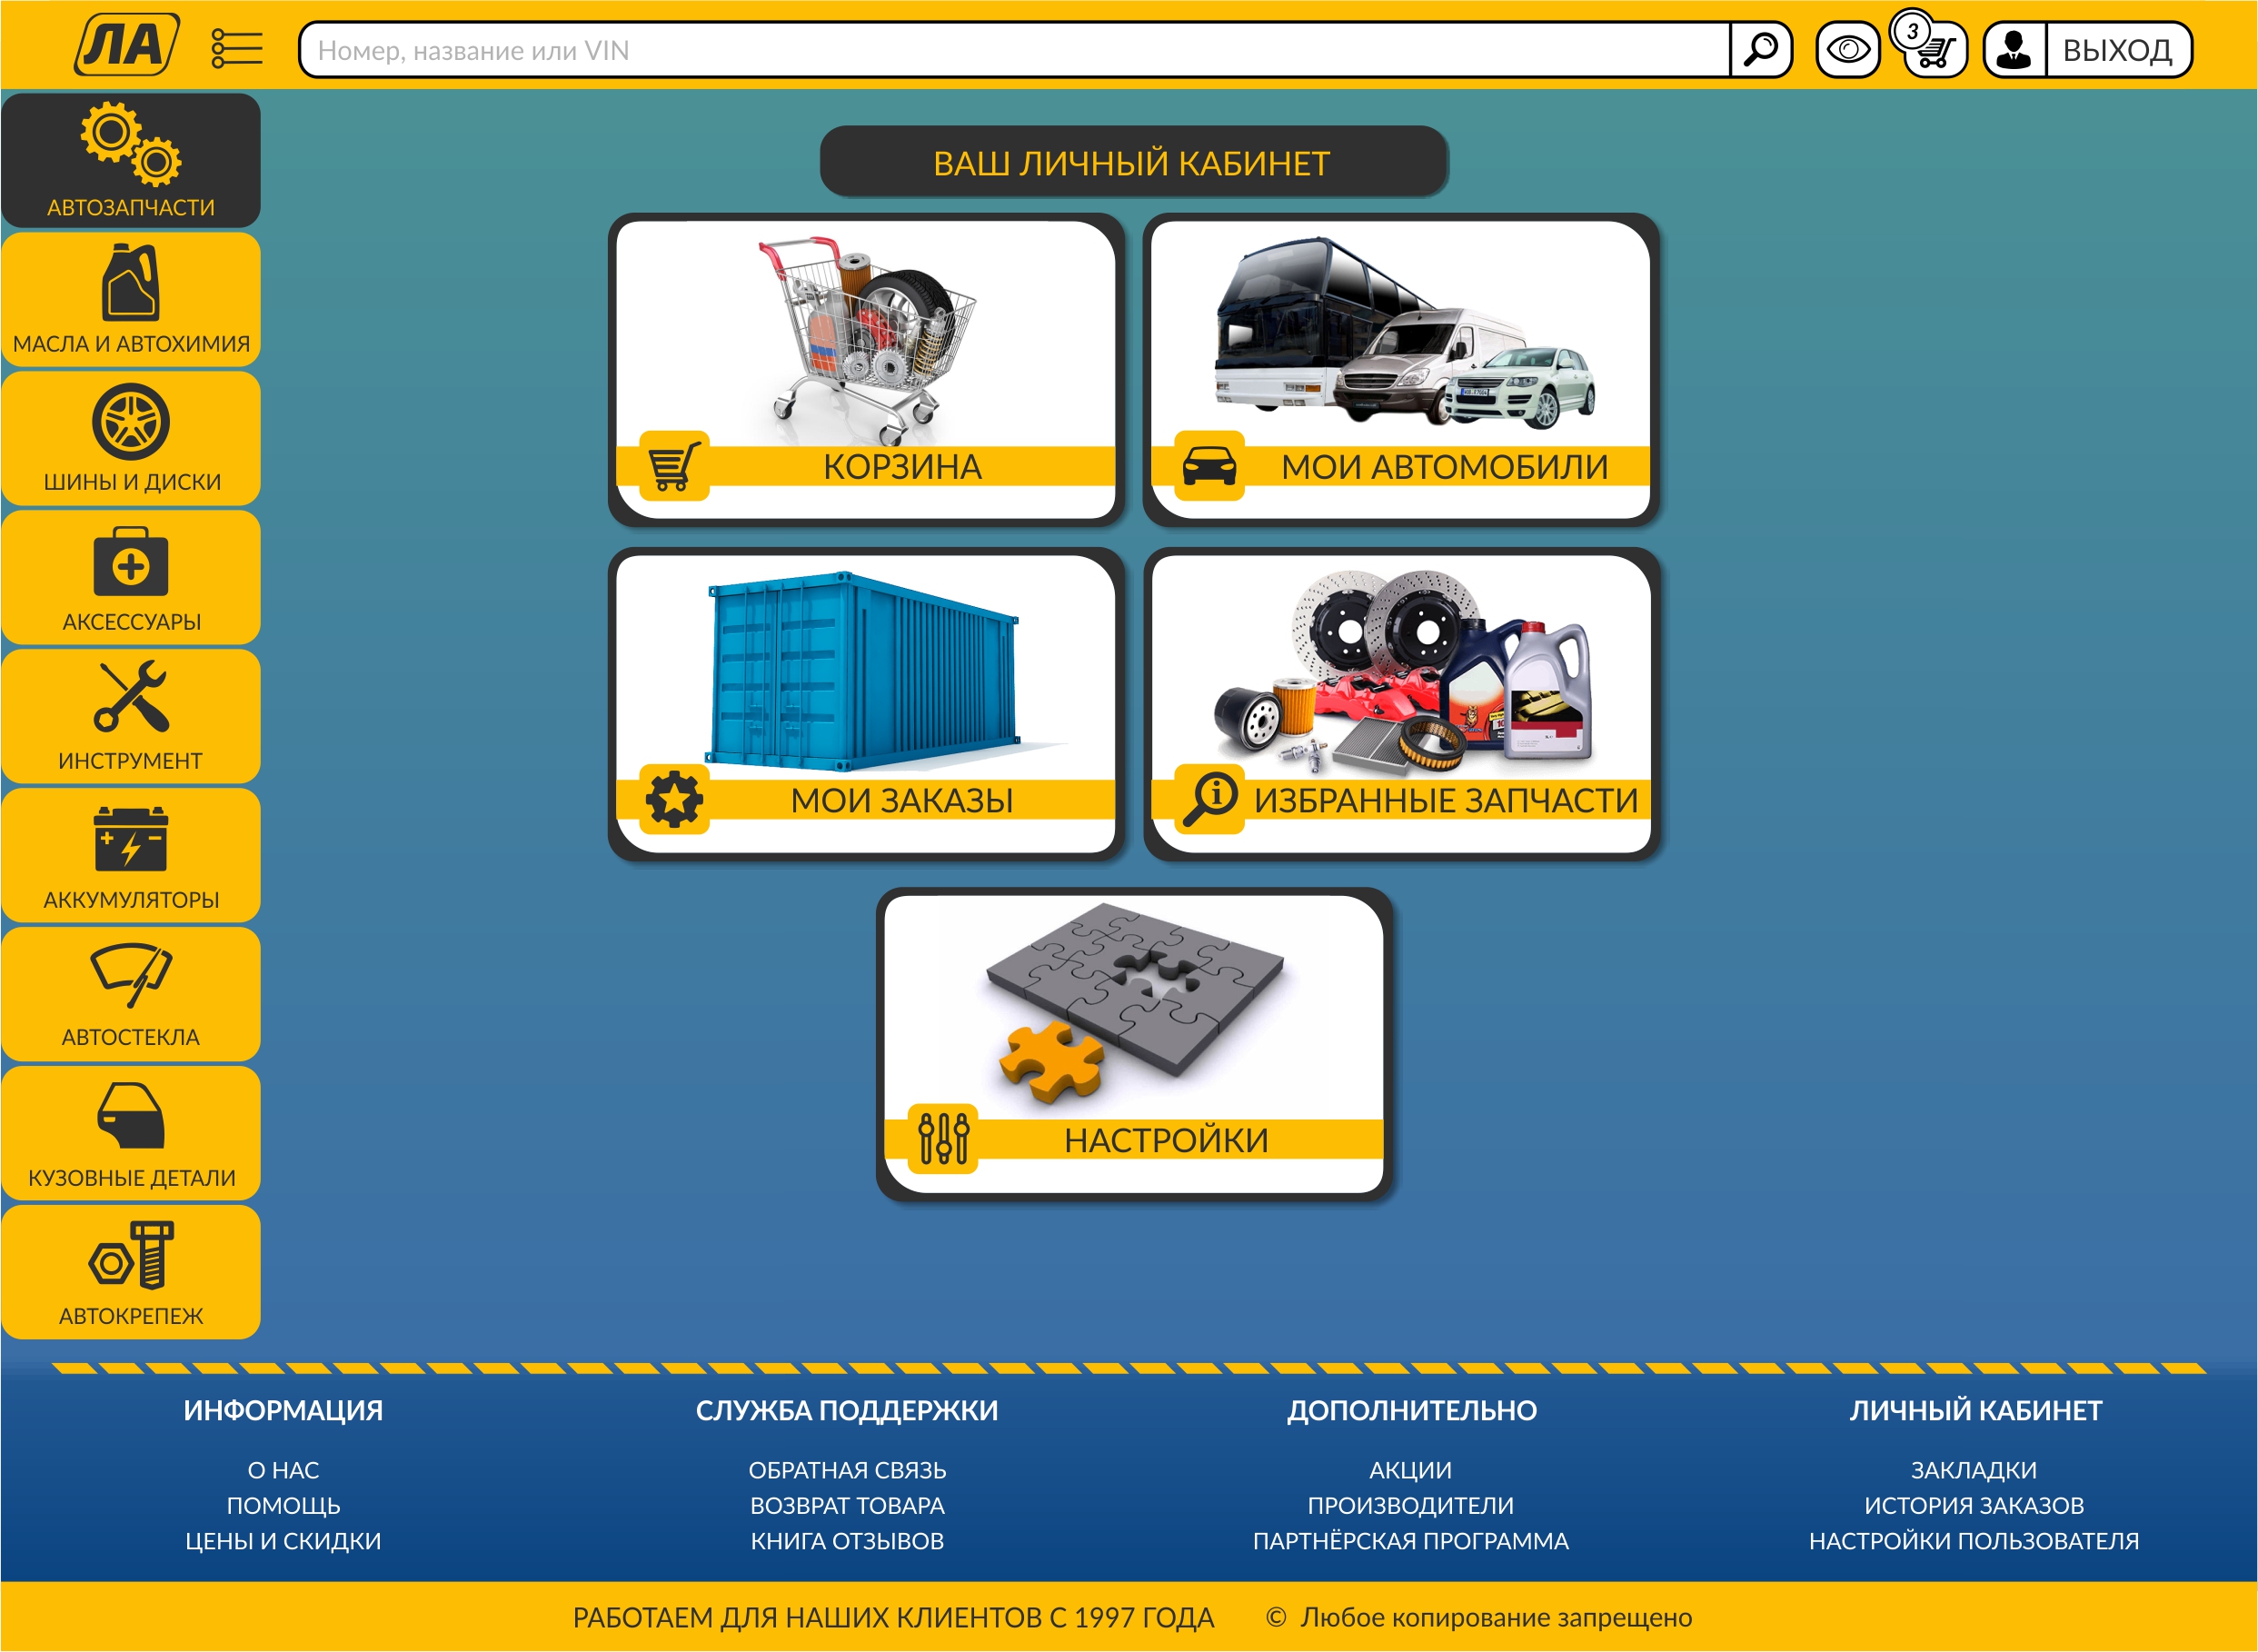 ЛА
Номер, название или VIN
3
ВЫХОД
АВТОЗАПЧАСТИ
МАСЛА И АВТОХИМИЯ
ШИНЫ И ДИСКИ
АКСЕССУАРЫ
ИНСТРУМЕНТ
АККУМУЛЯТОРЫ
АВТОСТЕКЛА
КУЗОВНЫЕ ДЕТАЛИ
АВТОКРЕПЕЖ
ВАШ ЛИЧНЫЙ КАБИНЕТ
КОРЗИНА
МОИ АВТОМОБИЛИ
МОИ ЗАКАЗЫ
ИЗБРАННЫЕ ЗАПЧАСТИ
НАСТРОЙКИ
ИНФОРМАЦИЯ
О НАС
ПОМОЩЬ
ЦЕНЫ И СКИДКИ
СЛУЖБА ПОДДЕРЖКИ
ОБРАТНАЯ СВЯЗЬ
ВОЗВРАТ ТОВАРА
КНИГА ОТЗЫВОВ
ДОПОЛНИТЕЛЬНО
АКЦИИ
ПРОИЗВОДИТЕЛИ
ПАРТНЁРСКАЯ ПРОГРАММА
ЛИЧНЫЙ КАБИНЕТ
ЗАКЛАДКИ
ИСТОРИЯ ЗАКАЗОВ
НАСТРОЙКИ ПОЛЬЗОВАТЕЛЯ
РАБОТАЕМ ДЛЯ НАШИХ КЛИЕНТОВ С 1997 ГОДА
© Любое копирование запрещено